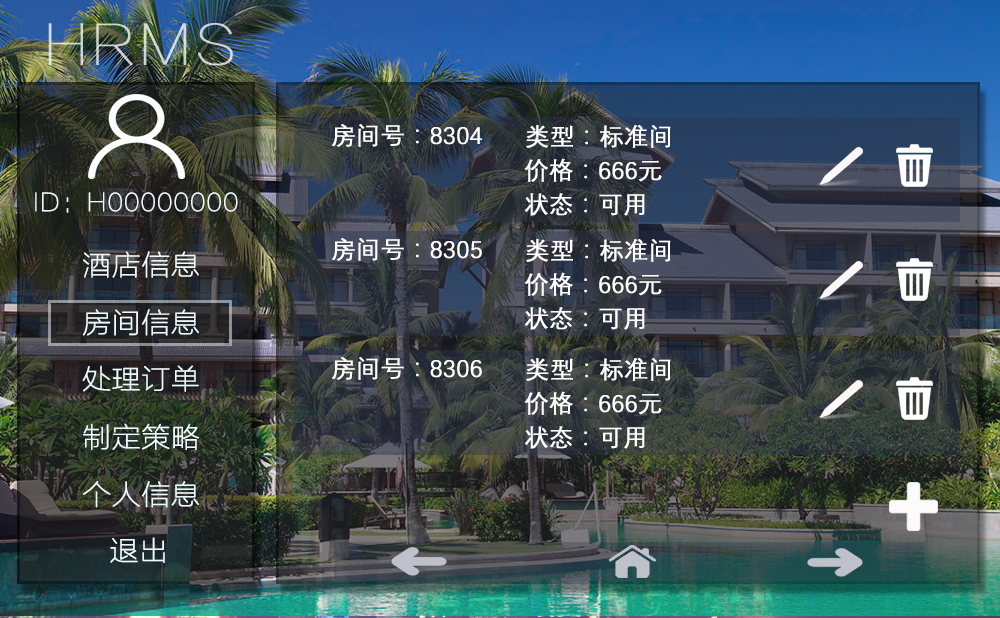 HRMS
ID: H00000000
酒店信息
房间信息
处理订单
制定策略
个人信息
退出
房间号：8304
类型：标准间
价格：666元
状态：可用
房间号：8305
类型：标准间
价格：666元
状态：可用
房间号：8306
类型：标准间
价格：666元
状态：可用